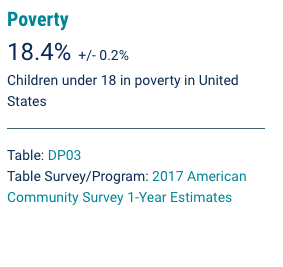 Poverty
18.4% +/- 0.2%
Children under 18 in poverty in United
States
Table: DP03
Table Survey/Program: 2017 American
Community Survey 1-Year Estimates